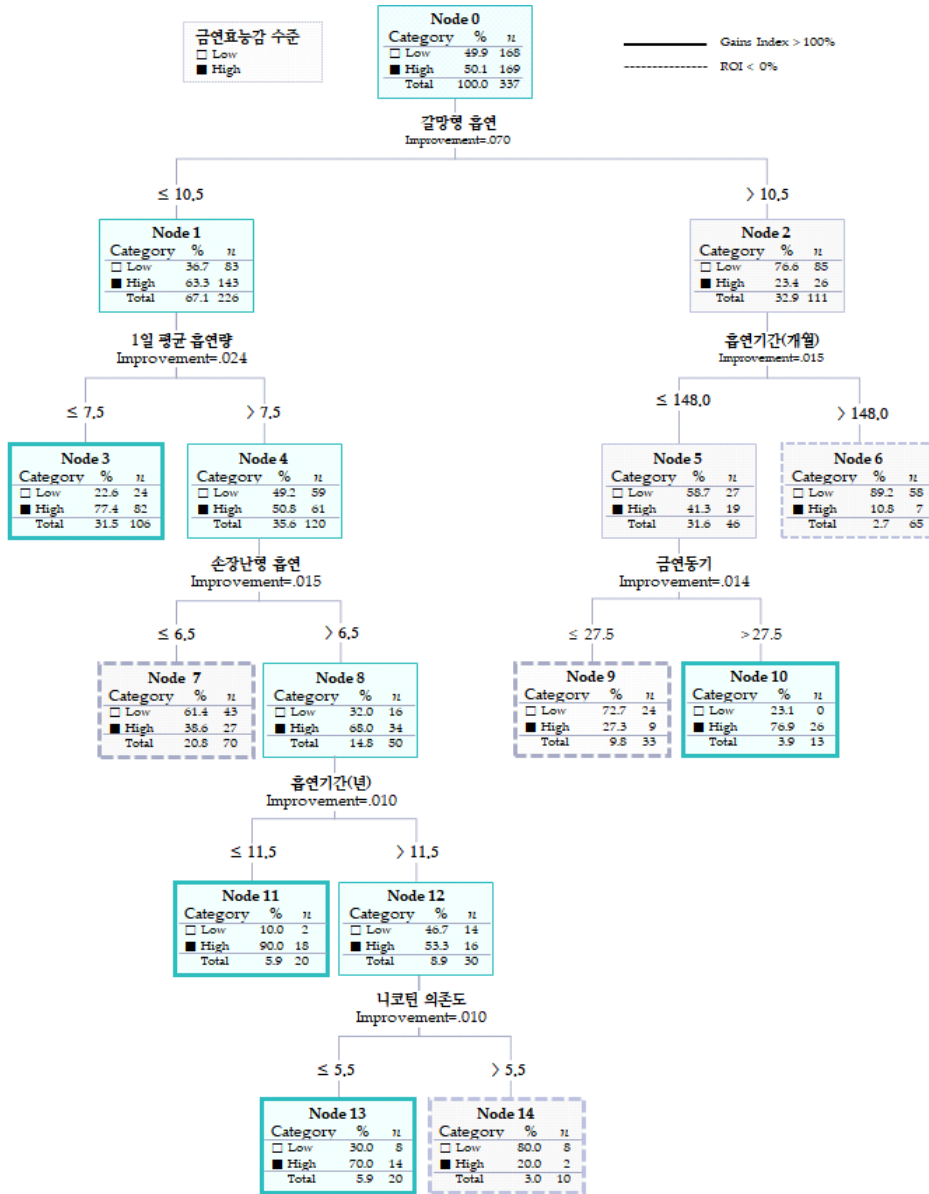 금연효능감 수준
□ Low
■ High
Gains Index > 100%
ROI < 0%
Node 0
Category % n
□ Low 49.9 168
■ High 50.1 169
Total 100.0 337
갈망형 흡연
Improvement=.070
≤ 10.5
> 10.5
Node 1
Category % n
□ Low 36.7 83
■ High 63.3 143
Total 67.1 226
Node 2
Category % n
□ Low 76.6 85
■ High 23.4 26
Total 32.9 111
1일 평균 흡연량
Improvement=.024
흡연기간(개월)
Improvement=.015
≤ 7.5
> 7.5
≤ 148.0
> 148.0
Node 3
Category % n
□ Low 22.6 24
■ High 77.4 82
Total 31.5 106
Node 4
Category % n
□ Low 49.2 59
■ High 50.8 61
Total 35.6 120
Node 5
Category % n
□ Low 58.7 27
■ High 41.3 19
Total 31.6 46
Node 6
Category % n
□ Low 89.2 58
■ High 10.8 7
Total 2.7 65
손장난형 흡연
Improvement=.015
금연동기
Improvement=.014
≤ 6.5
> 6.5
≤ 27.5
> 27.5
Node 7
Category % n
□ Low 61.4 43
■ High 38.6 27
Total 20.8 70
Node 8
Category % n
□ Low 32.0 16
■ High 68.0 34
Total 14.8 50
Node 9
Category % n
□ Low 72.7 24
■ High 27.3 9
Total 9.8 33
Node 10
Category % n
□ Low 23.1 0
■ High 76.9 26
Total 3.9 13
흡연기간(년)
Improvement=.010
≤ 11.5
> 11.5
Node 11
Category % n
□ Low 10.0 2
■ High 90.0 18
Total 5.9 20
Node 12
Category % n
□ Low 46.7 14
■ High 53.3 16
Total 8.9 30
니코틴 의존도
Improvement=.010
≤ 5.5
> 5.5
Node 13
Category % n
□ Low 30.0 8
■ High 70.0 14
Total 5.9 20
Node 14
Category % n
□ Low 80.0 8
■ High 20.0 2
Total 3.0 10